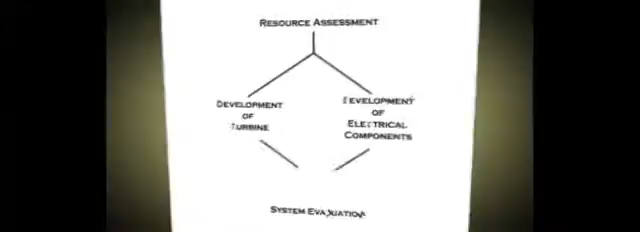 RESOURCE ASSESSMENT
DEVELOPMENT
OF
TURBINE
DEVELOPMENT
OF
ELECTRICAL
COMPONENTS
SYSTEM EVALUATION